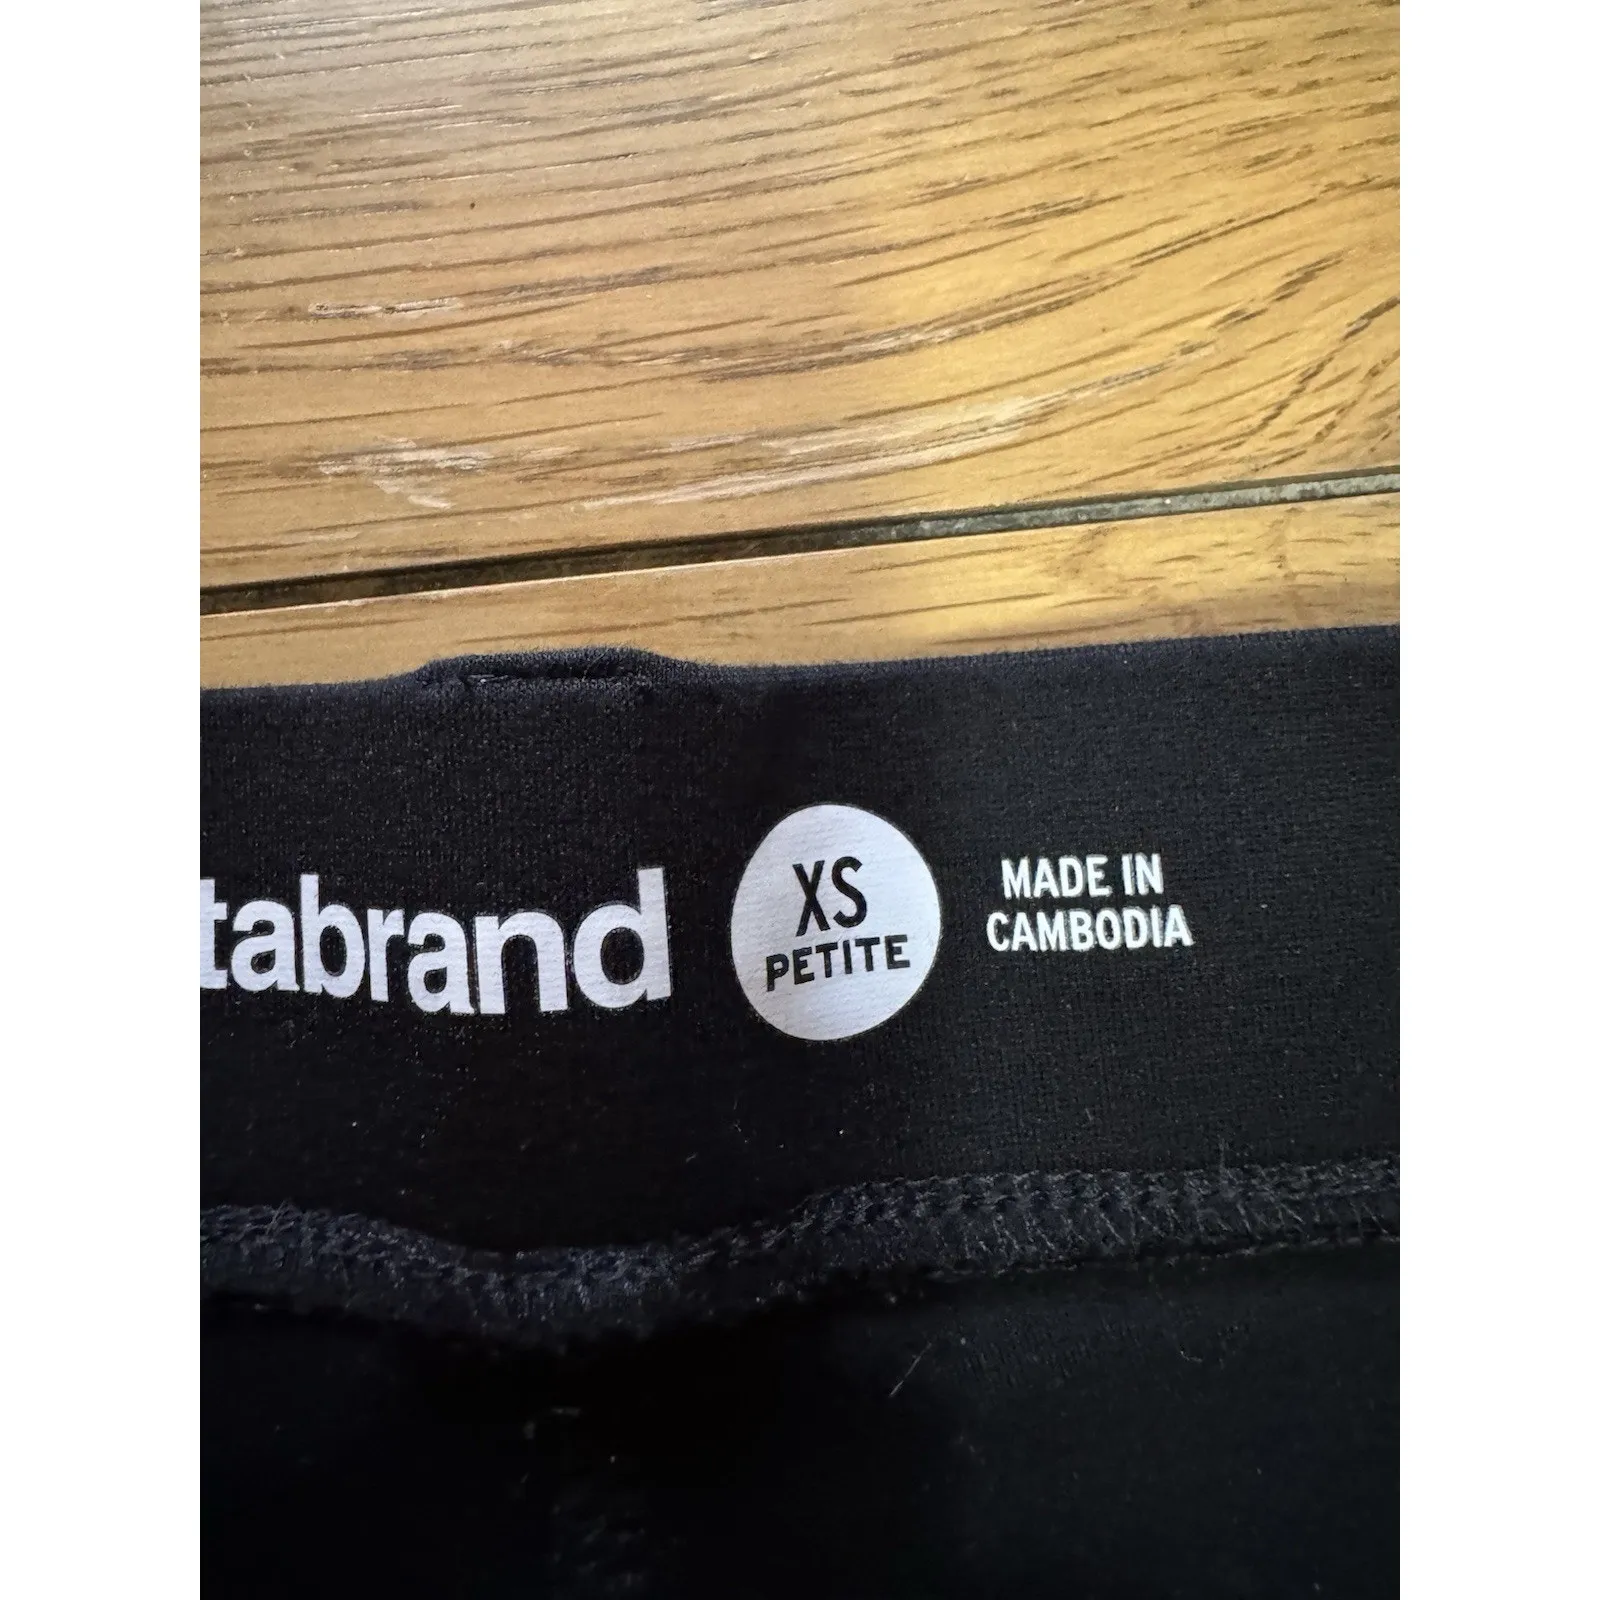 tabrand
XS
PETITE
MADE IN
CAMBODIA